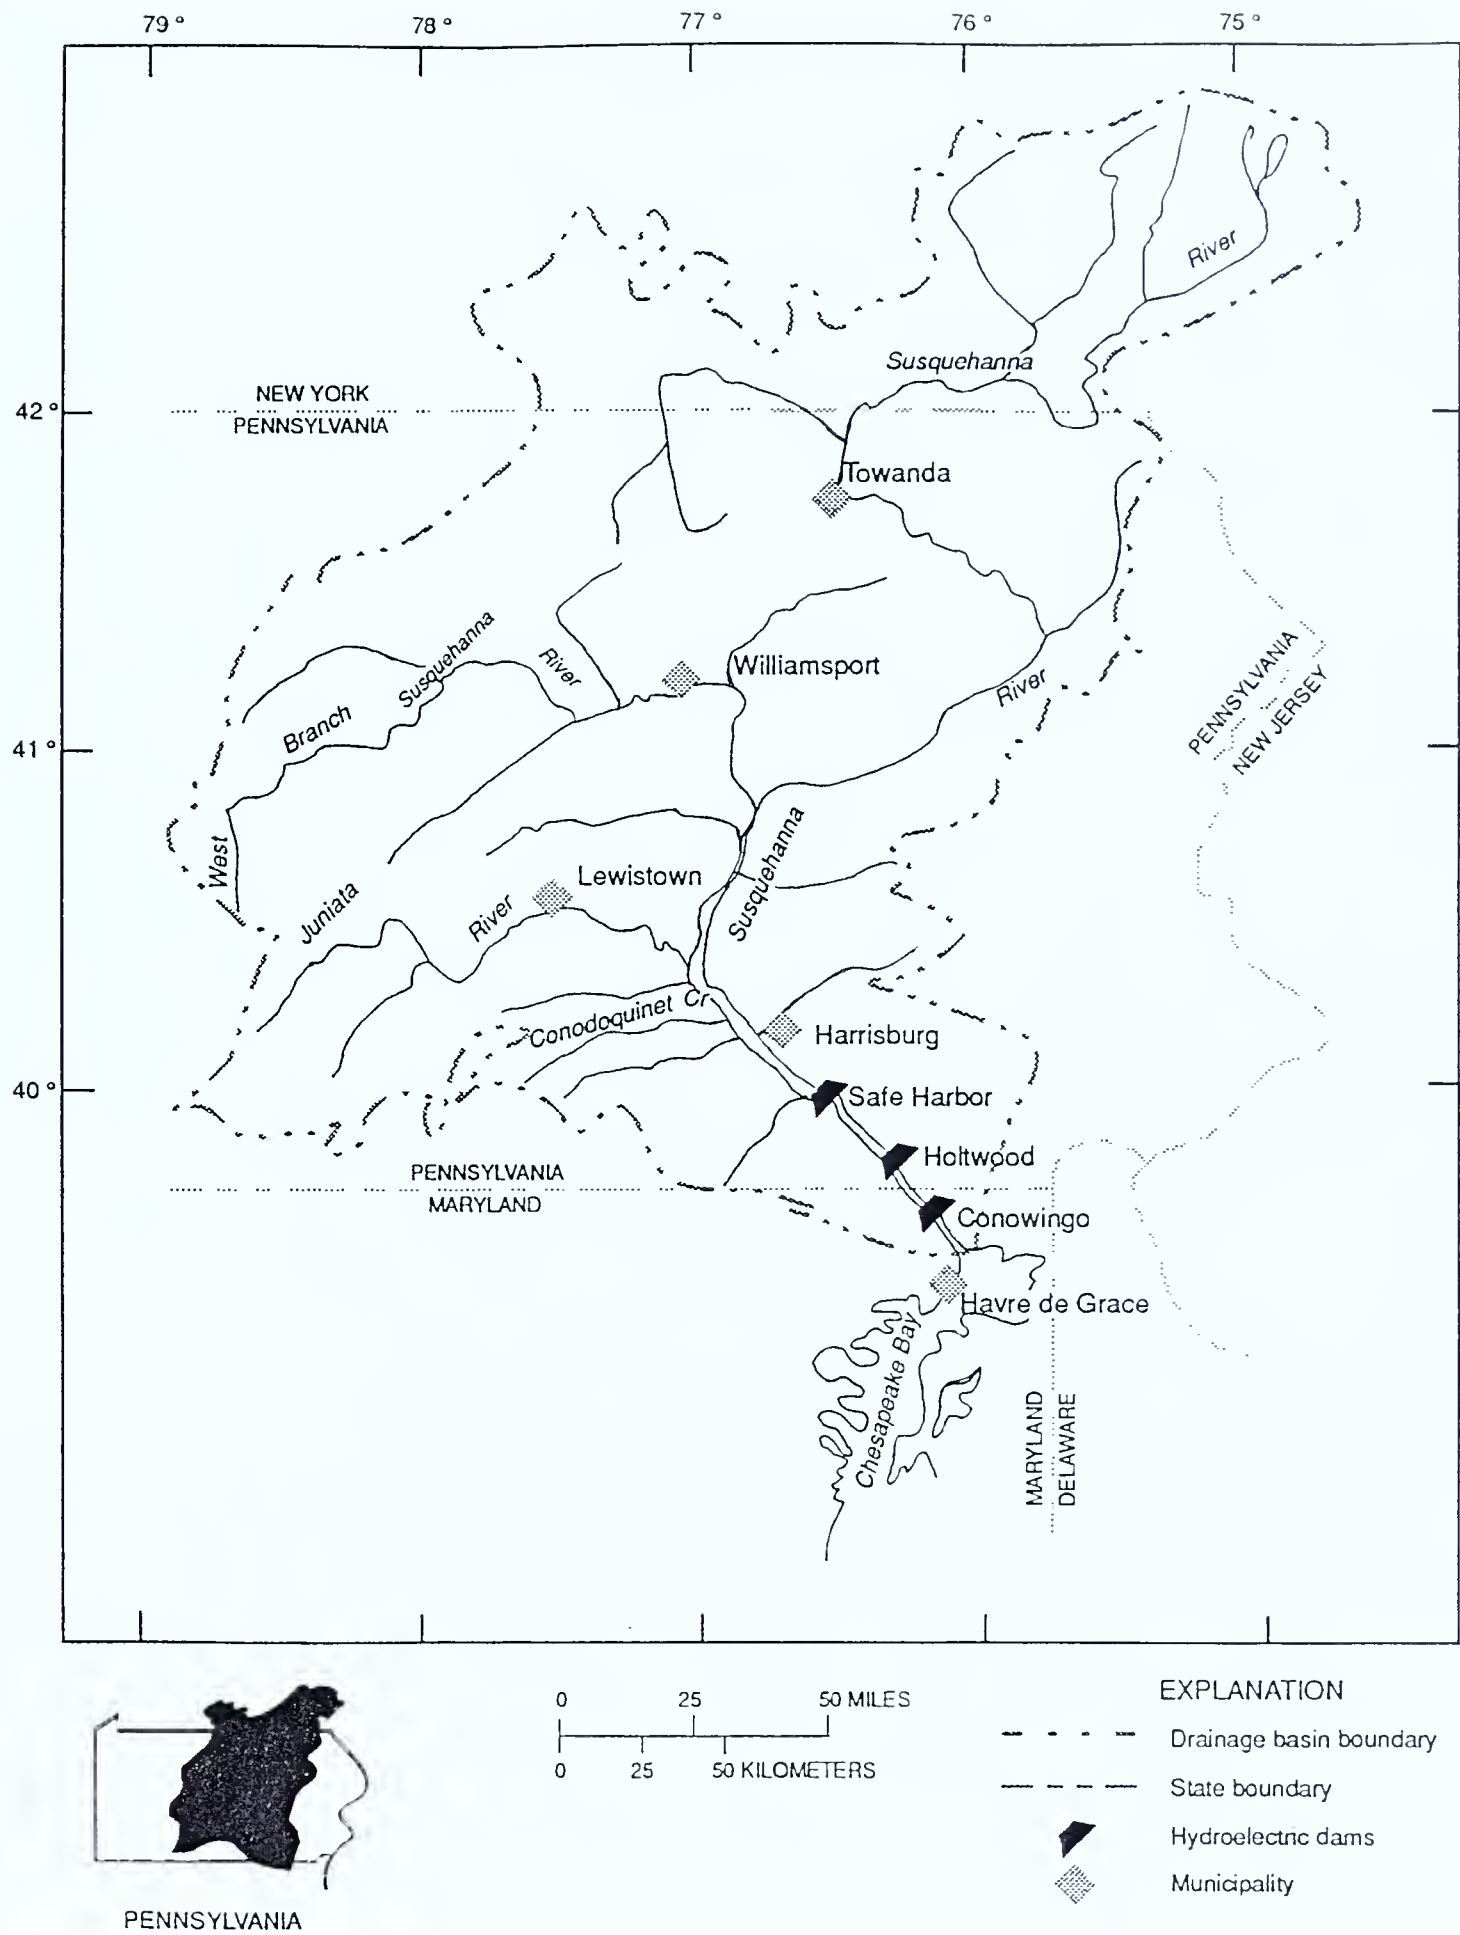 79 ° 78 ° 77 ° 76 ° 75 °
River
Susquehanna
NEW YORK
42 °
PENNSYLVANIA
Towanda
Susquehanna
River
Williamsport
River
Branch
PENNSYLVANIA
NEW JERSEY
41 °
West
Susquehanna
Lewistown
Juniata
River
Conodoquinet Cr
Harrisburg
40 °
Safe Harbor
Holtwood
PENNSYLVANIA
MARYLAND
Conowingo
Havre de Grace
Chesapeake Bay
MARYLAND
DELAWARE
0 25 50 MILES
0 25 50 KILOMETERS
EXPLANATION
Drainage basin boundary
State boundary
Hydroelectric dams
Municipality
PENNSYLVANIA